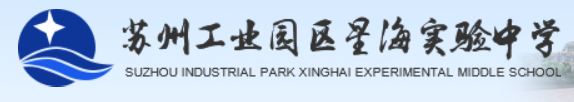 苏州工业园区星海实验中学
SUZHOU INDUSTRIAL PARK XINGHAI EXPERIMENTAL MIDDLE SCHOOL